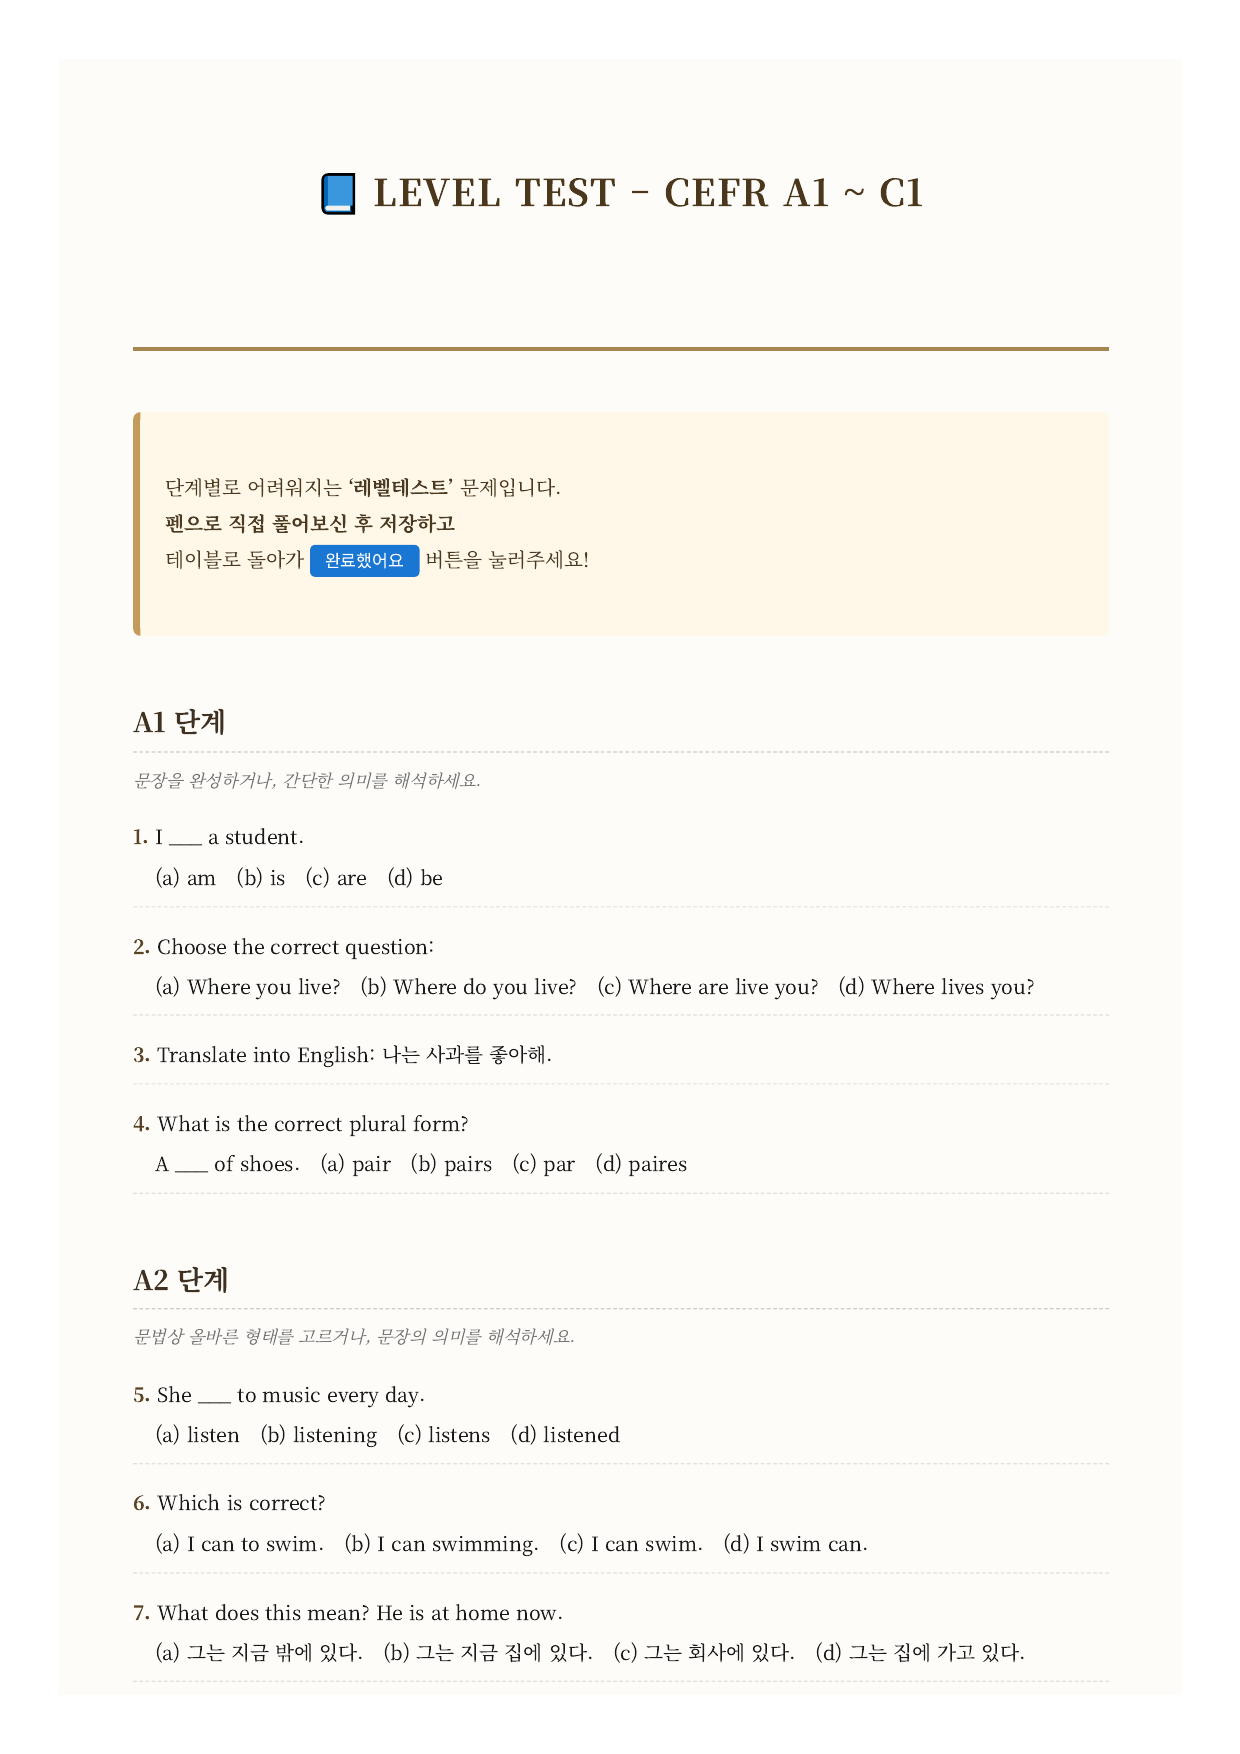 📘 LEVEL TEST – CEFR A1 ~ C1
단계별로 어려워지는 ‘레벨테스트’ 문제입니다.
펜으로 직접 풀어보신 후 저장하고
테이블로 돌아가 완료했어요 버튼을 눌러주세요!
A1 단계
문장을 완성하거나, 간단한 의미를 해석하세요.
1. I ___ a student.
(a) am (b) is (c) are (d) be
2. Choose the correct question:
(a) Where you live? (b) Where do you live? (c) Where are live you? (d) Where lives you?
3. Translate into English: 나는 사과를 좋아해.
4. What is the correct plural form?
A ___ of shoes. (a) pair (b) pairs (c) par (d) paires
A2 단계
문법상 올바른 형태를 고르거나, 문장의 의미를 해석하세요.
5. She ___ to music every day.
(a) listen (b) listening (c) listens (d) listened
6. Which is correct?
(a) I can to swim. (b) I can swimming. (c) I can swim. (d) I swim can.
7. What does this mean? He is at home now.
(a) 그는 지금 밖에 있다. (b) 그는 지금 집에 있다. (c) 그는 회사에 있다. (d) 그는 집에 가고 있다.